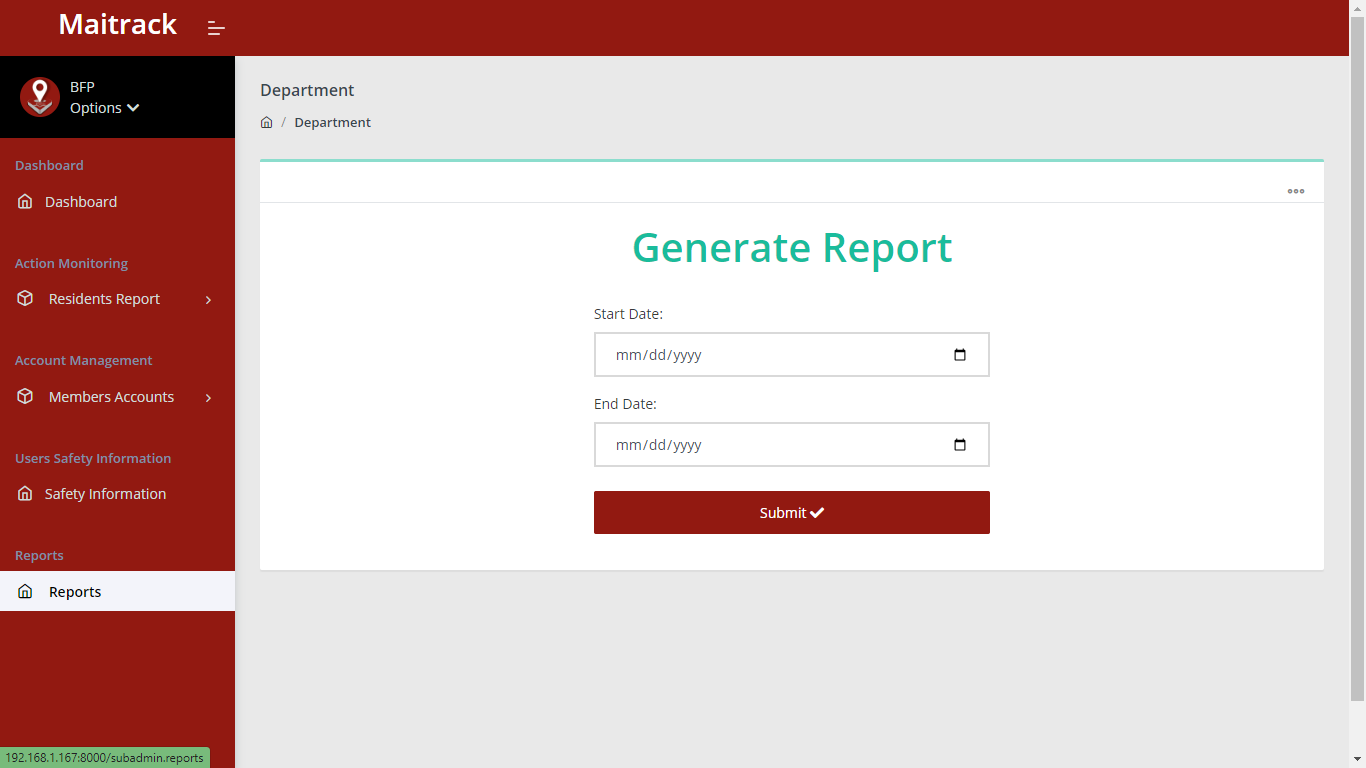 Maitrack
BFP
Options
Dashboard
Dashboard
Action Monitoring
Residents Report
Account Management
Members Accounts
Users Safety Information
Safety Information
Reports
Reports
192.168.1.167:8000/subadmin.reports
Department
/ Department
Generate Report
Start Date:
mm/dd/yyyy
End Date:
mm/dd/yyyy
Submit